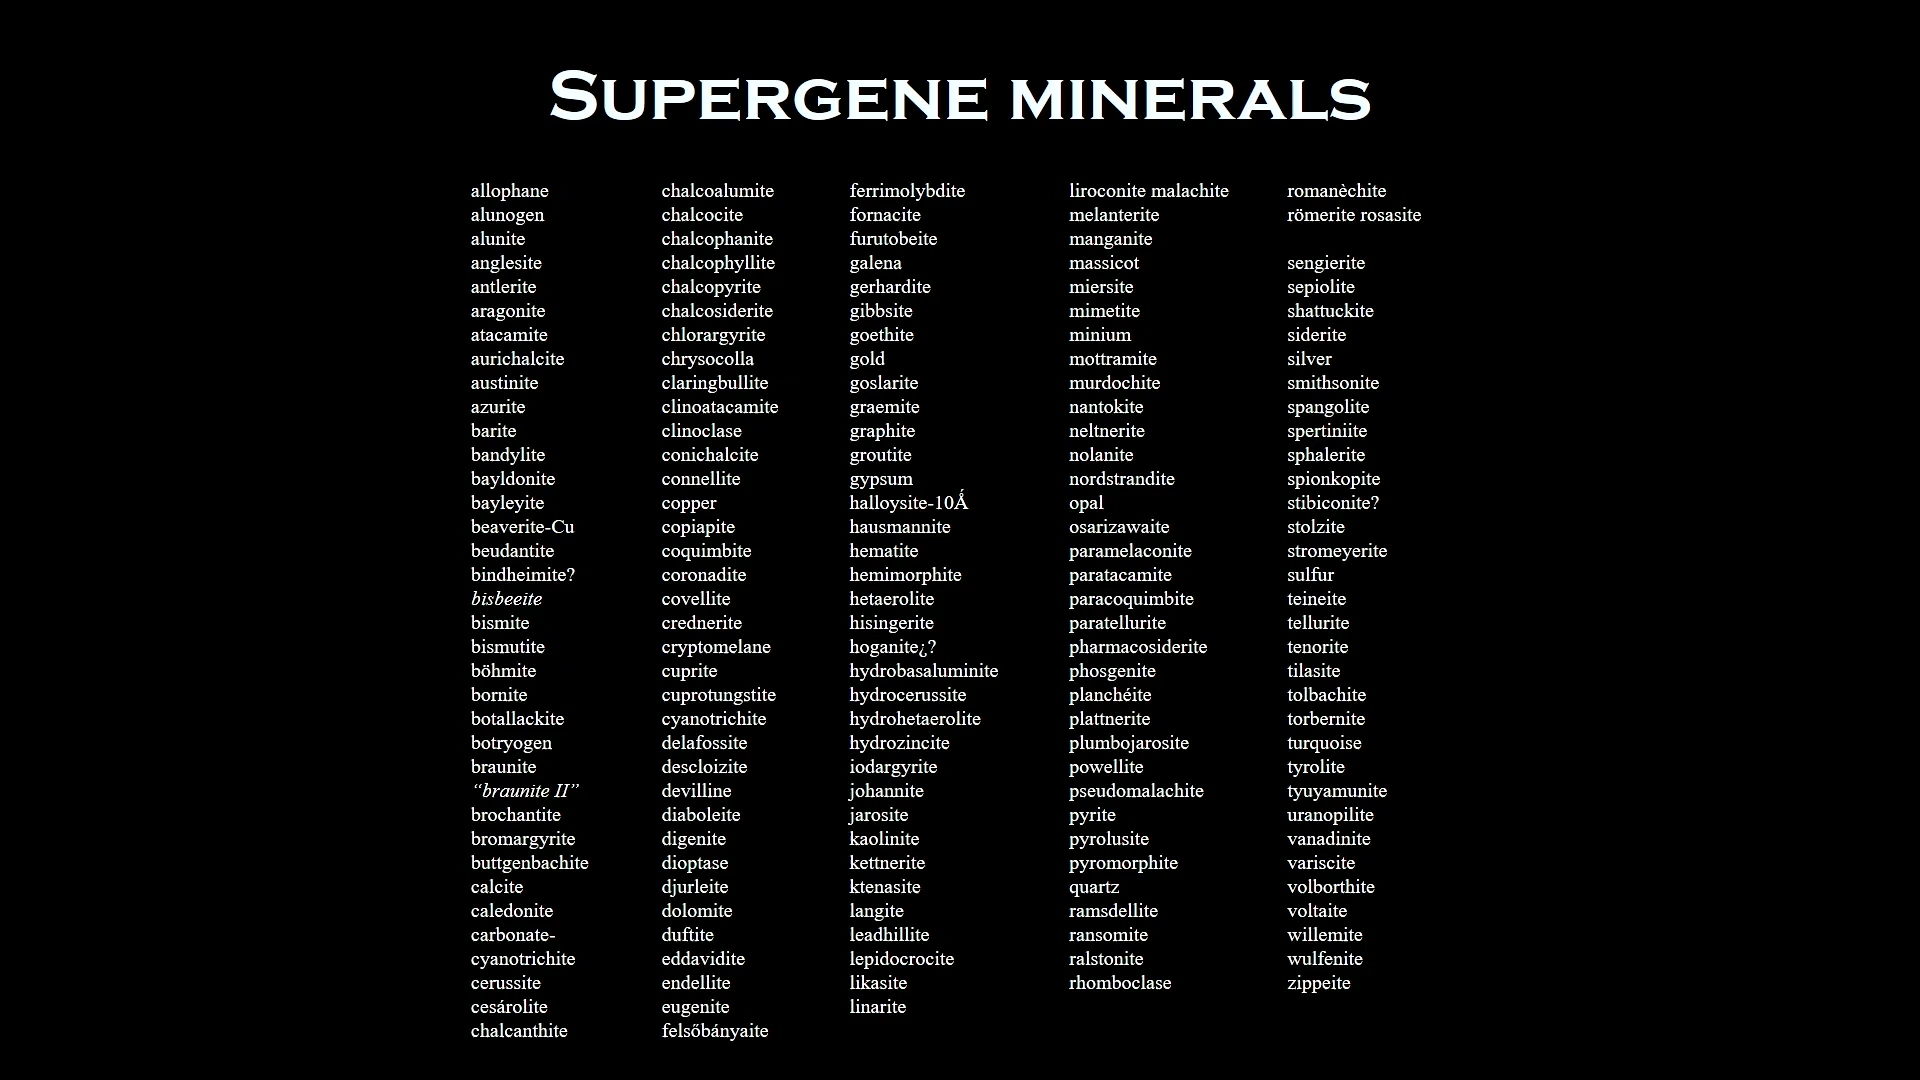 Supergene minerals
allophane
alunogen
alunite
anglesite
antlerite
aragonite
atacamite
aurichalcite
austinite
azurite
barite
bandylite
bayldonite
bayleyite
beaverite-Cu
beudantite
bindheimite?
bisbeeite
bismite
bismutite
böhmite
bornite
botallackite
botryogen
braunite
“braunite II”
brochantite
bromargyrite
buttgenbachite
calcite
caledonite
carbonate-
cyanotrichite
cerussite
cesárolite
chalcanthite
chalcoalumite
chalcocite
chalcophanite
chalcophyllite
chalcopyrite
chalcosiderite
chlorargyrite
chrysocolla
claringbullite
clinoatacamite
clinoclase
conichalcite
connellite
copper
copiapite
coquimbite
coronadite
covellite
crednerite
cryptomelane
cuprite
cuprotungstite
cyanotrichite
delafossite
descloizite
devilline
diaboleite
digenite
dioptase
djurleite
dolomite
duftite
eddavidite
endellite
eugenite
felsőbányaite
ferrimolybdite
fornacite
furutobeite
galena
gerhardite
gibbsite
goethite
gold
goslarite
graemite
graphite
groutite
gypsum
halloysite-10Ǻ
hausmannite
hematite
hemimorphite
hetaerolite
hisingerite
hoganite¿?
hydrobasaluminite
hydrocerussite
hydrohetaerolite
hydrozincite
iodargyrite
johannite
jarosite
kaolinite
kettnerite
ktenasite
langite
leadhillite
lepidocrocite
likasite
linarite
liroconite malachite
melanterite
manganite
massicot
miersite
mimetite
minium
mottramite
murdochite
nantokite
neltnerite
nolanite
nordstrandite
opal
osarizawaite
paramelaconite
paratacamite
paracoquimbite
paratellurite
pharmacosiderite
phosgenite
planchéite
plattnerite
plumbojarosite
powellite
pseudomalachite
pyrite
pyrolusite
pyromorphite
quartz
ramsdellite
ransomite
ralstonite
rhomboclase
romanèchite
römerite rosasite
sengierite
sepiolite
shattuckite
siderite
silver
smithsonite
spangolite
spertiniite
sphalerite
spionkopite
stibiconite?
stolzite
stromeyerite
sulfur
teineite
tellurite
tenorite
tilasite
tolbachite
torbernite
turquoise
tyrolite
tyuyamunite
uranopilite
vanadinite
variscite
volborthite
voltaite
willemite
wulfenite
zippeite